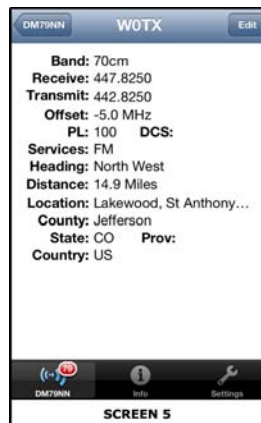 DM79NN W0TX Edit
Band: 70cm
Receive: 447.8250
Transmit: 442.8250
Offset: -5.0 MHz
PL: 100 DCS:
Services: FM
Heading: North West
Distance: 14.9 Miles
Location: Lakewood, St Anthony...
County: Jefferson
State: CO Prov:
Country: US
79
DM79NN Info Settings
SCREEN 5